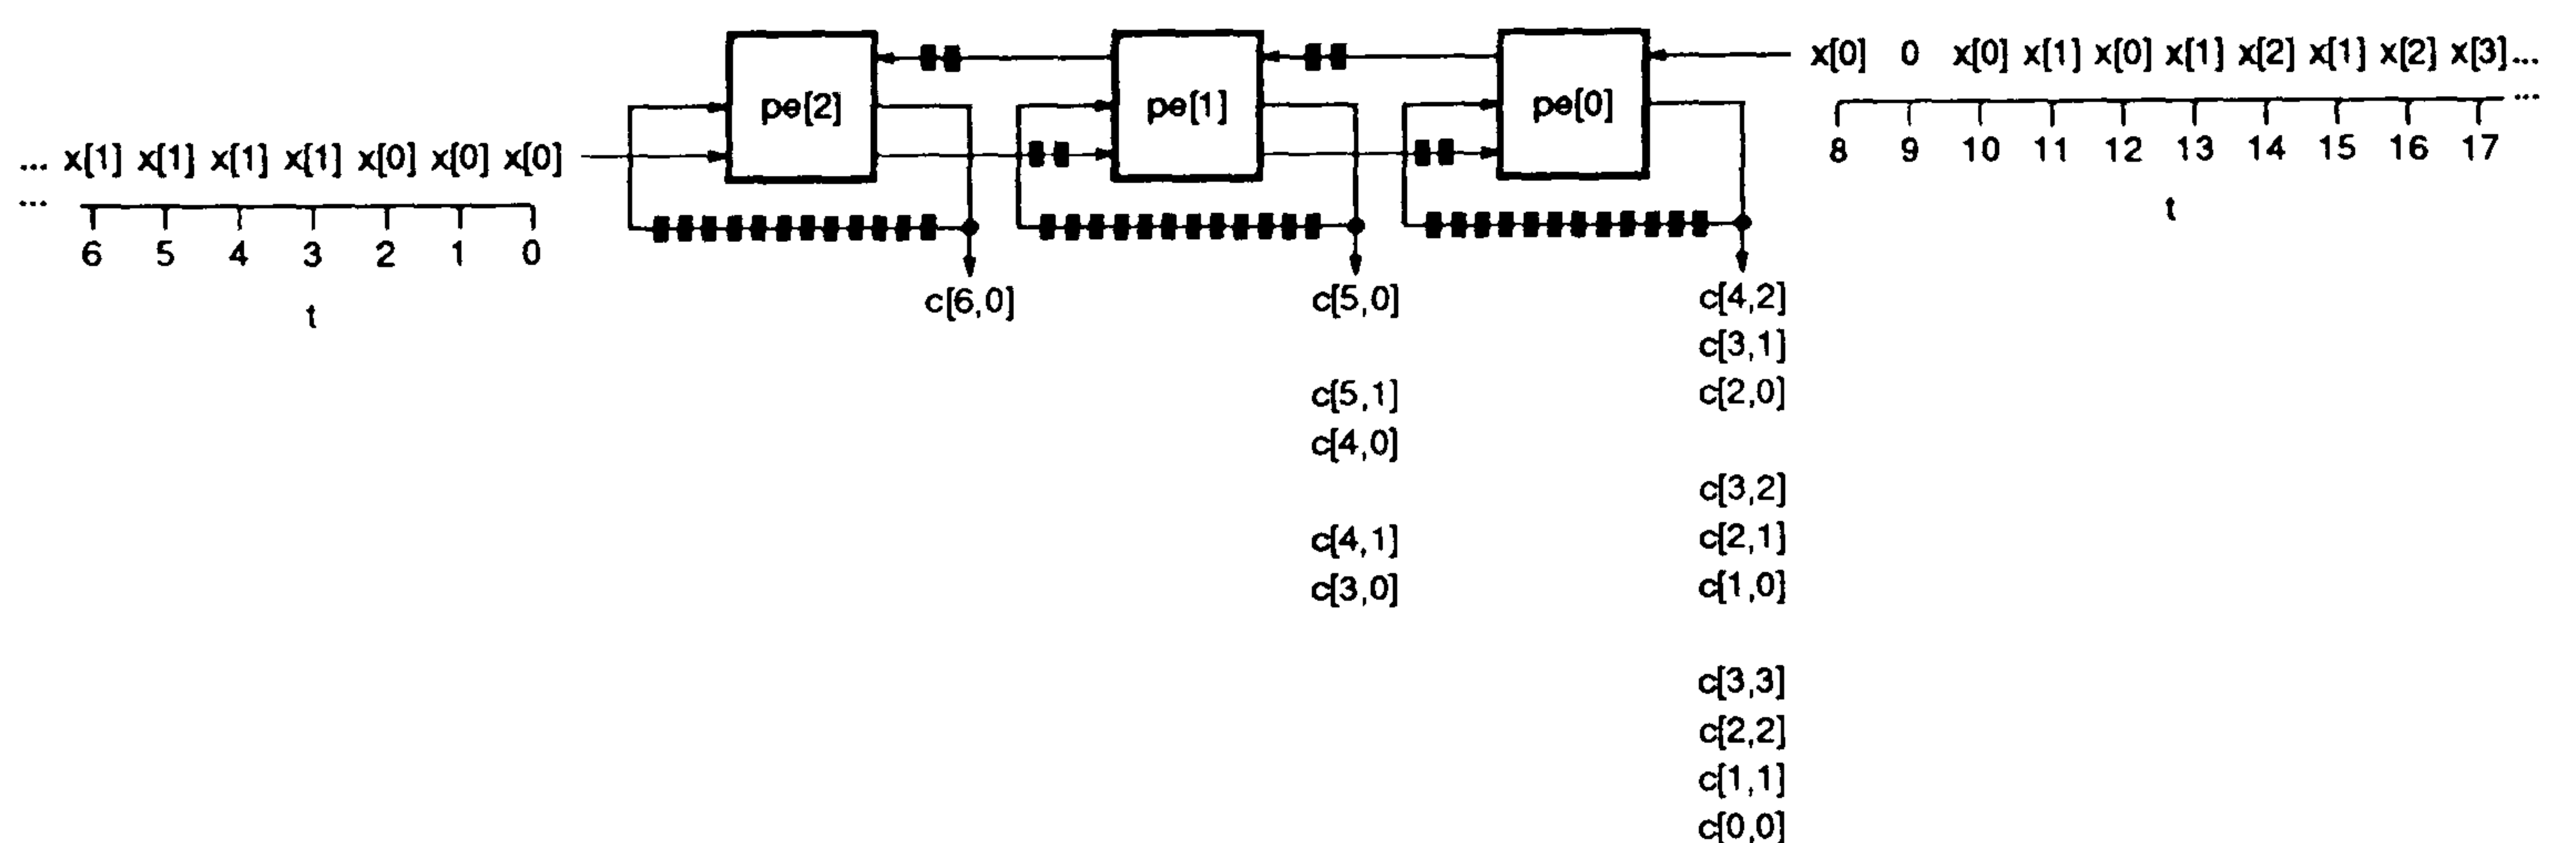 pe[2] pe[1] pe[0] x[0] 0 x[0] x[1] x[0] x[1] x[2] x[1] x[2] x[3]... ...
8 9 10 11 12 13 14 15 16 17
t
... x[1] x[1] x[1] x[1] x[0] x[0] x[0]
...
6 5 4 3 2 1 0
t
c[6,0] c[5,0] c[4,2]
c[3,1]
c[5,1] c[2,0]
c[4,0]
c[3,2]
c[4,1] c[2,1]
c[3,0] c[1,0]
c[3,3]
c[2,2]
c[1,1]
c[0,0]